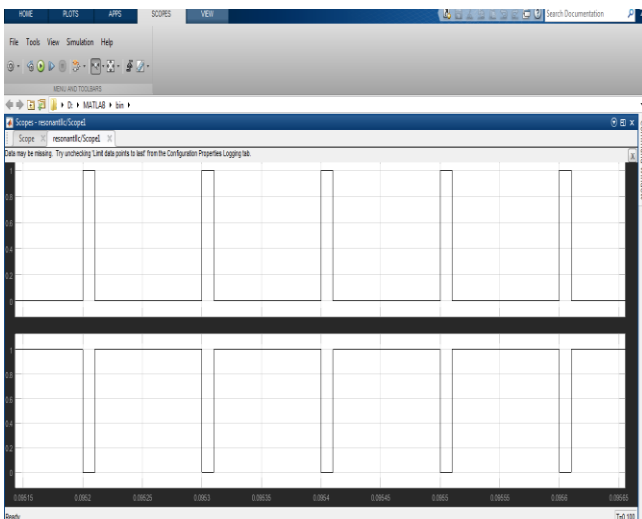 HOME PLOTS APPS SCOPES VIEW Search Documentation
File Tools View Simulation Help
MENU AND TOOLBARS
D: MATLAB bin
Scopes - resonantllc/Scope1
Scope resonantllc/Scope1
Data may be missing. Try unchecking 'Limit data points to last' from the Configuration Properties Logging tab.
1
0.8
0.6
0.4
0.2
0
1
0.8
0.6
0.4
0.2
0
0.09515 0.0952 0.09525 0.0953 0.09535 0.0954 0.09545 0.0955 0.09555 0.0956 0.09565
Ready T=0.100